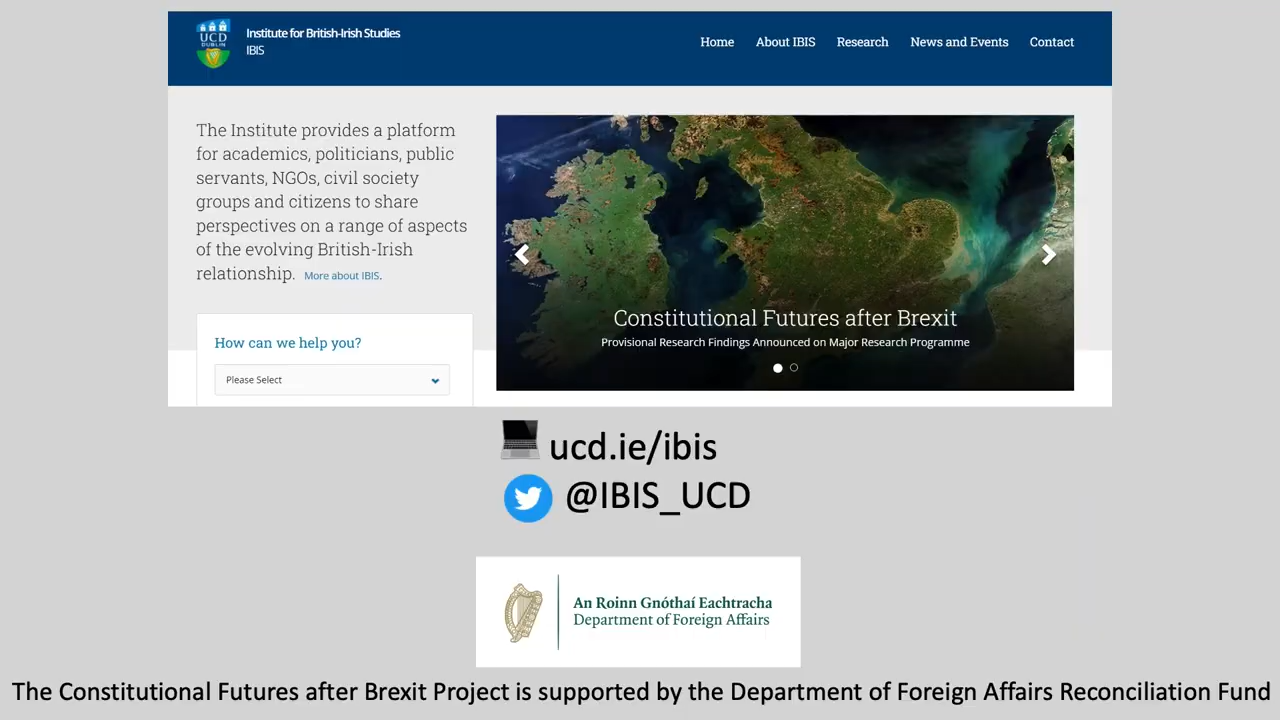 UCD
DUBLIN
Institute for British-Irish Studies
IBIS
Home About IBIS Research News and Events Contact
The Institute provides a platform
for academics, politicians, public
servants, NGOs, civil society
groups and citizens to share
perspectives on a range of aspects
of the evolving British-Irish
relationship. More about IBIS.
How can we help you?
Please Select
Constitutional Futures after Brexit
Provisional Research Findings Announced on Major Research Programme
ucd.ie/ibis
@IBIS_UCD
An Roinn Gnóthaí Eachtracha
Department of Foreign Affairs
The Constitutional Futures after Brexit Project is supported by the Department of Foreign Affairs Reconciliation Fund